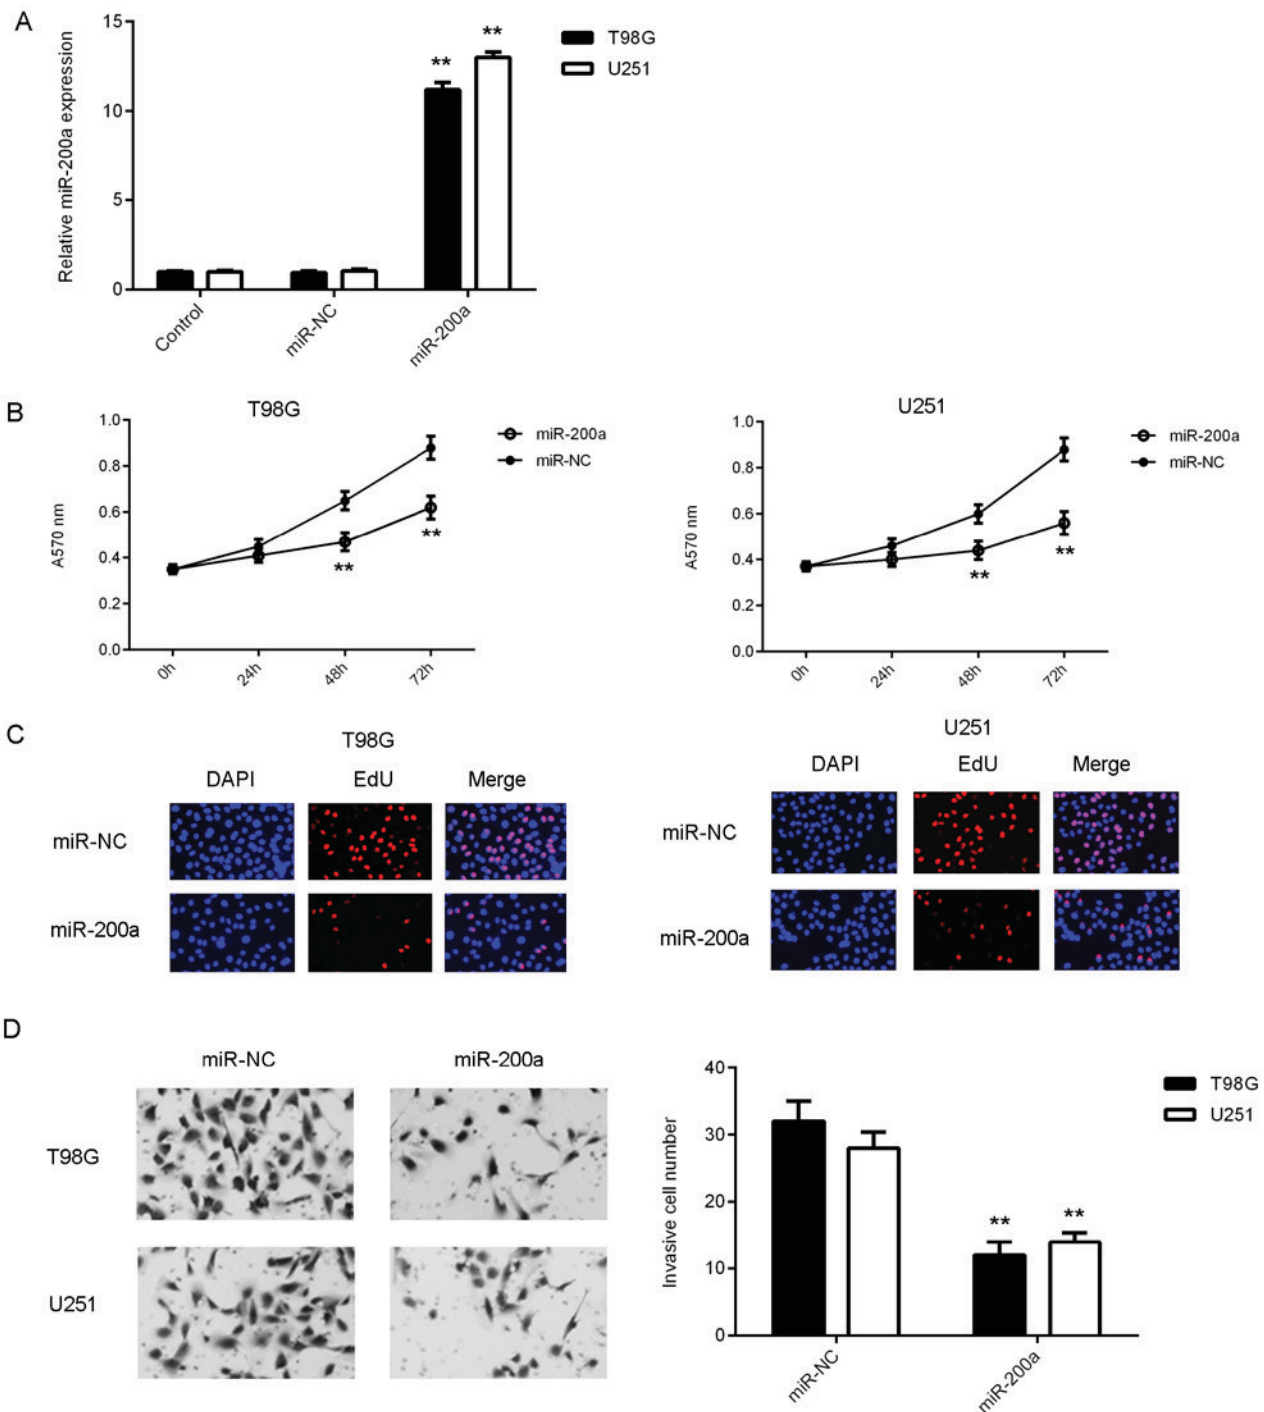 A
Relative miR-200a expression
15
10
5
0
**
**
T98G
U251
Control
miR-NC
miR-200a
B
T98G
A570 nm
1.0
0.8
0.6
0.4
0.2
0.0
**
**
0h
24h
48h
72h
miR-200a
miR-NC
U251
A570 nm
1.0
0.8
0.6
0.4
0.2
0.0
**
**
0h
24h
48h
72h
miR-200a
miR-NC
C
T98G
DAPI EdU Merge
miR-NC
miR-200a
U251
DAPI EdU Merge
miR-NC
miR-200a
D
miR-NC miR-200a
T98G
U251
Invasive cell number
40
30
20
10
0
**
**
T98G
U251
miR-NC
miR-200a